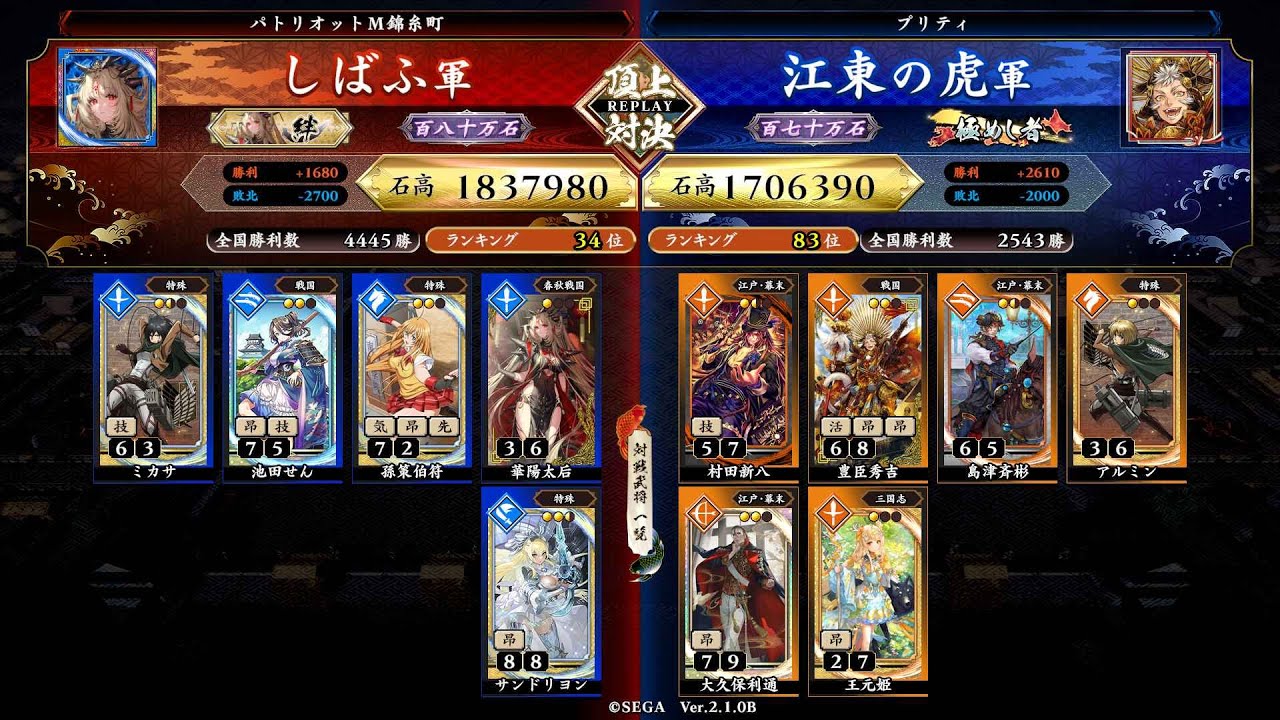 パトリオットM錦糸町
プリティ
しばふ軍
頂上
REPLAY
対決
江東の虎軍
絆
百八十万石
百七十万石
極めし者
勝利 +1680
敗北 -2700
石高 1837980
石高 1706390
勝利 +2610
敗北 -2000
全国勝利数 4445勝
ランキング 34位
ランキング 83位
全国勝利数 2543勝
特殊
技
6 3
ミカサ
戦国
昂 技
7 5
池田せん
特殊
気 昂 先
7 2
孫策伯符
春秋戦国
3 6
華陽太后
特殊
昂
8 8
サンドリヨン
対戦武将一覧
江戸・幕末
技
5 7
村田新八
戦国
活 昂 昂
6 8
豊臣秀吉
江戸・幕末
6 5
島津斉彬
特殊
3 6
アルミン
江戸・幕末
昂
7 9
大久保利通
三国志
昂
2 7
王元姫
©SEGA Ver.2.1.0B